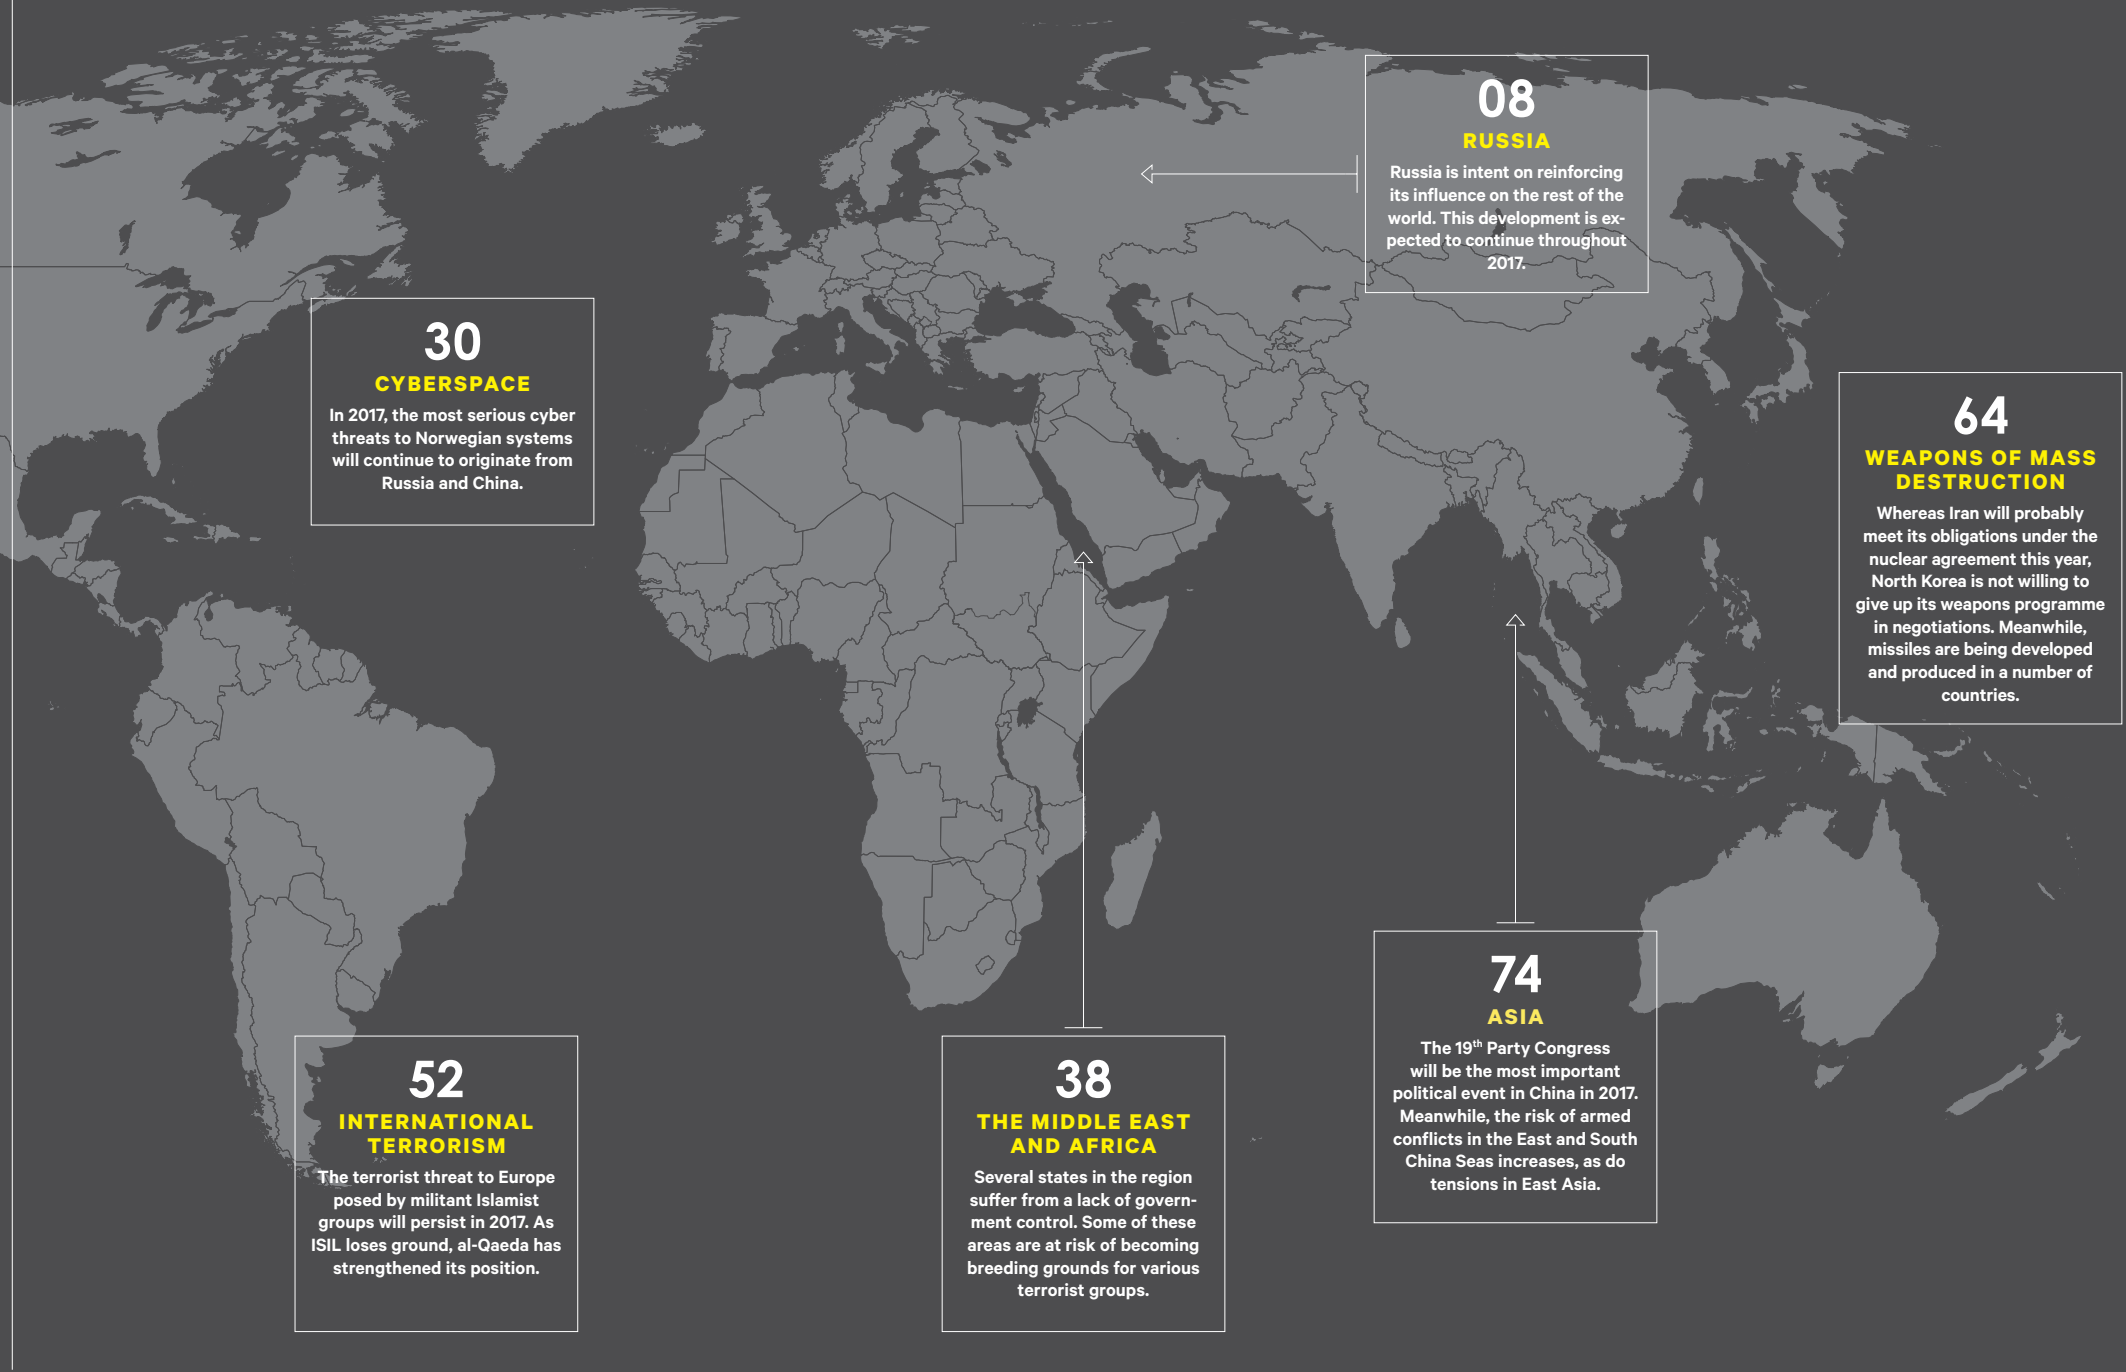 08
RUSSIA
Russia is intent on reinforcing
its influence on the rest of the
world. This development is ex-
pected to continue throughout
2017.
30
CYBERSPACE
In 2017, the most serious cyber
threats to Norwegian systems
will continue to originate from
Russia and China.
64
WEAPONS OF MASS
DESTRUCTION
Whereas Iran will probably
meet its obligations under the
nuclear agreement this year,
North Korea is not willing to
give up its weapons programme
in negotiations. Meanwhile,
missiles are being developed
and produced in a number of
countries.
52
INTERNATIONAL
TERRORISM
The terrorist threat to Europe
posed by militant Islamist
groups will persist in 2017. As
ISIL loses ground, al-Qaeda has
strengthened its position.
38
THE MIDDLE EAST
AND AFRICA
Several states in the region
suffer from a lack of govern-
ment control. Some of these
areas are at risk of becoming
breeding grounds for various
terrorist groups.
74
ASIA
The 19th Party Congress
will be the most important
political event in China in 2017.
Meanwhile, the risk of armed
conflicts in the East and South
China Seas increases, as do
tensions in East Asia.